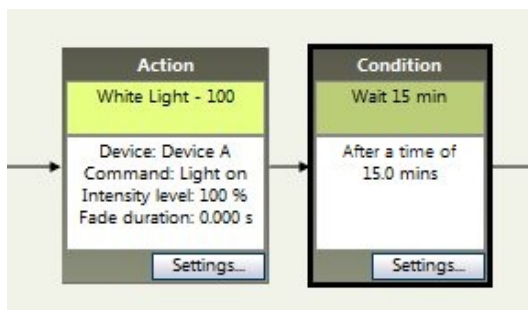 Action
White Light - 100
Device: Device A
Command: Light on
Intensity level: 100 %
Fade duration: 0.000 s
Settings...
Condition
Wait 15 min
After a time of
15.0 mins
Settings...